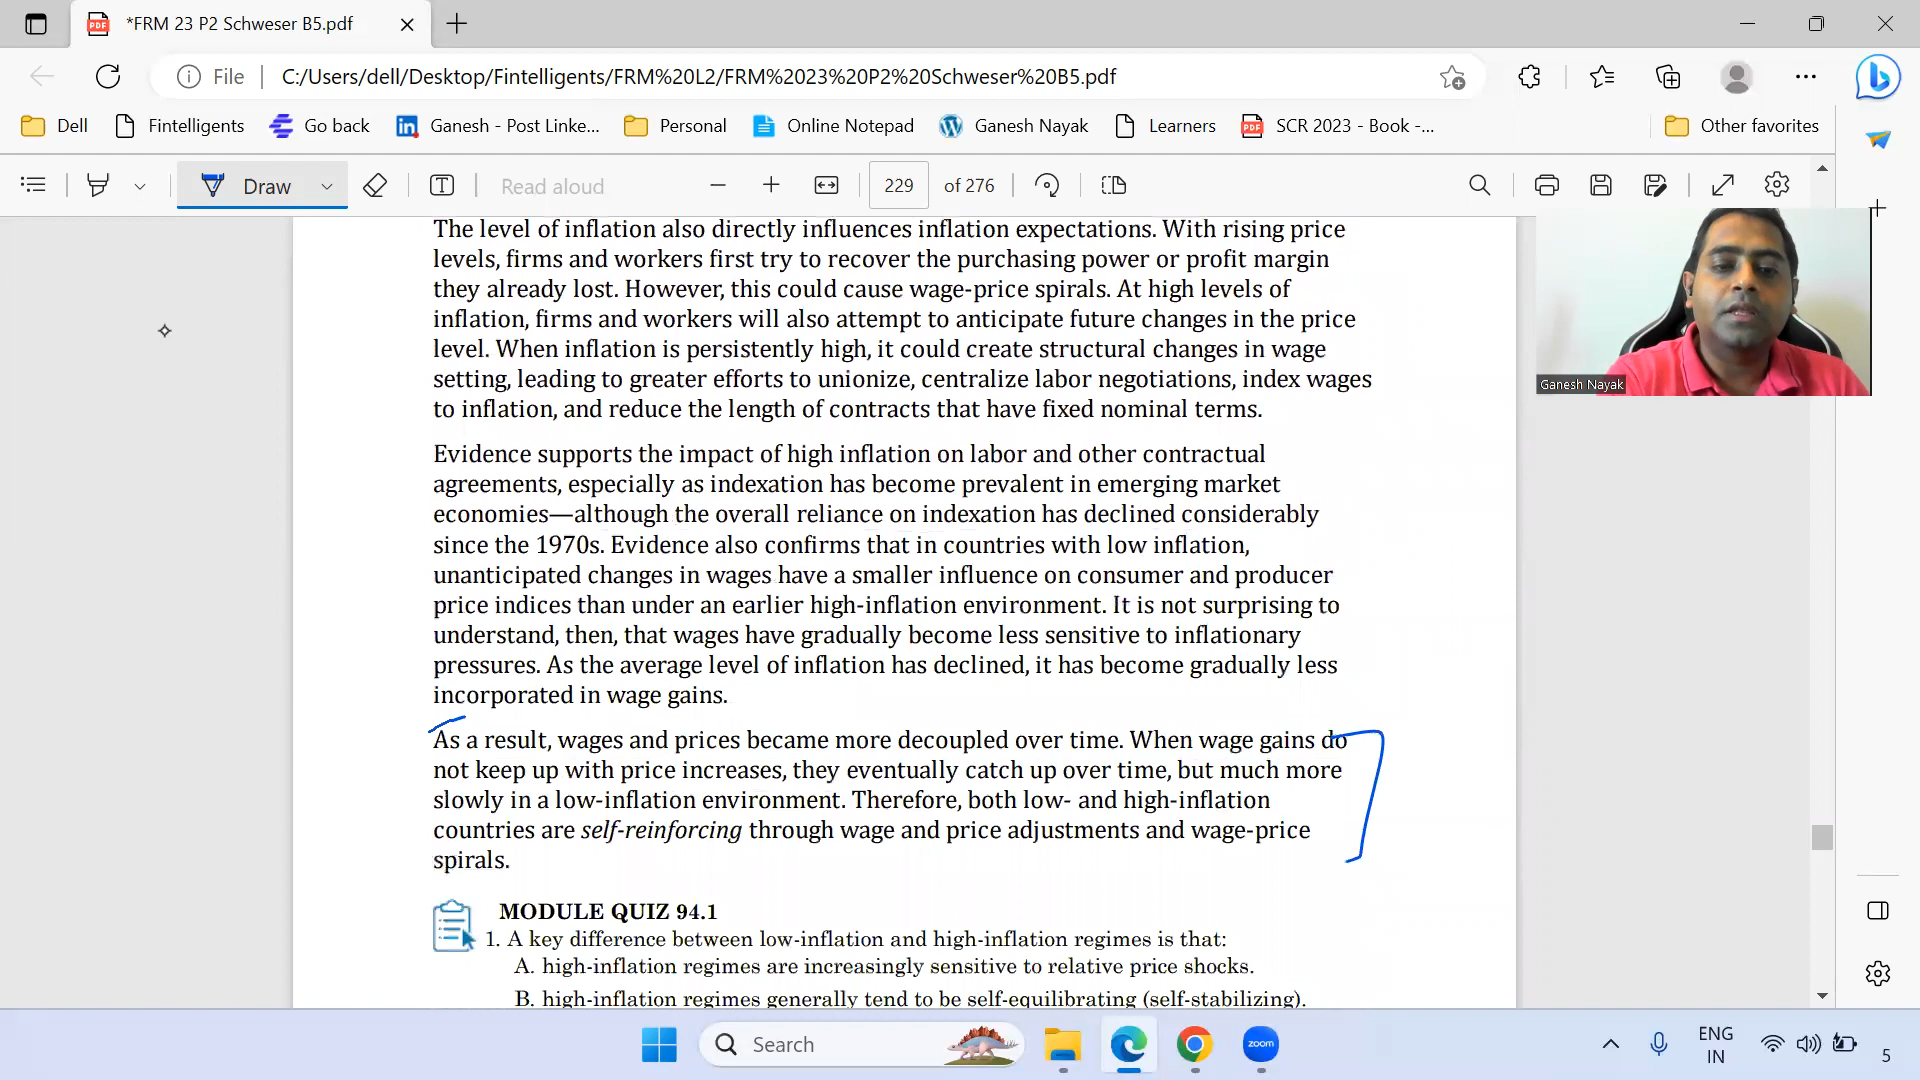 *FRM 23 P2 Schweser B5.pdf
File
C:/Users/dell/Desktop/Fintelligents/FRM%20L2/FRM%2023%20P2%20Schweser%20B5.pdf
Dell
Fintelligents
Go back
Ganesh - Post Linke...
Personal
Online Notepad
Ganesh Nayak
Learners
SCR 2023 - Book -...
Other favorites
Draw
Read aloud
229
of 276
The level of inflation also directly influences inflation expectations. With rising price
levels, firms and workers first try to recover the purchasing power or profit margin
they already lost. However, this could cause wage-price spirals. At high levels of
inflation, firms and workers will also attempt to anticipate future changes in the price
level. When inflation is persistently high, it could create structural changes in wage
setting, leading to greater efforts to unionize, centralize labor negotiations, index wages
to inflation, and reduce the length of contracts that have fixed nominal terms.
Ganesh Nayak
Evidence supports the impact of high inflation on labor and other contractual
agreements, especially as indexation has become prevalent in emerging market
economies—although the overall reliance on indexation has declined considerably
since the 1970s. Evidence also confirms that in countries with low inflation,
unanticipated changes in wages have a smaller influence on consumer and producer
price indices than under an earlier high-inflation environment. It is not surprising to
understand, then, that wages have gradually become less sensitive to inflationary
pressures. As the average level of inflation has declined, it has become gradually less
incorporated in wage gains.
As a result, wages and prices became more decoupled over time. When wage gains do
not keep up with price increases, they eventually catch up over time, but much more
slowly in a low-inflation environment. Therefore, both low- and high-inflation
countries are self-reinforcing through wage and price adjustments and wage-price
spirals.
MODULE QUIZ 94.1
1. A key difference between low-inflation and high-inflation regimes is that:
A. high-inflation regimes are increasingly sensitive to relative price shocks.
B. high-inflation regimes generally tend to be self-equilibrating (self-stabilizing).
Search
zoom
ENG
IN
5